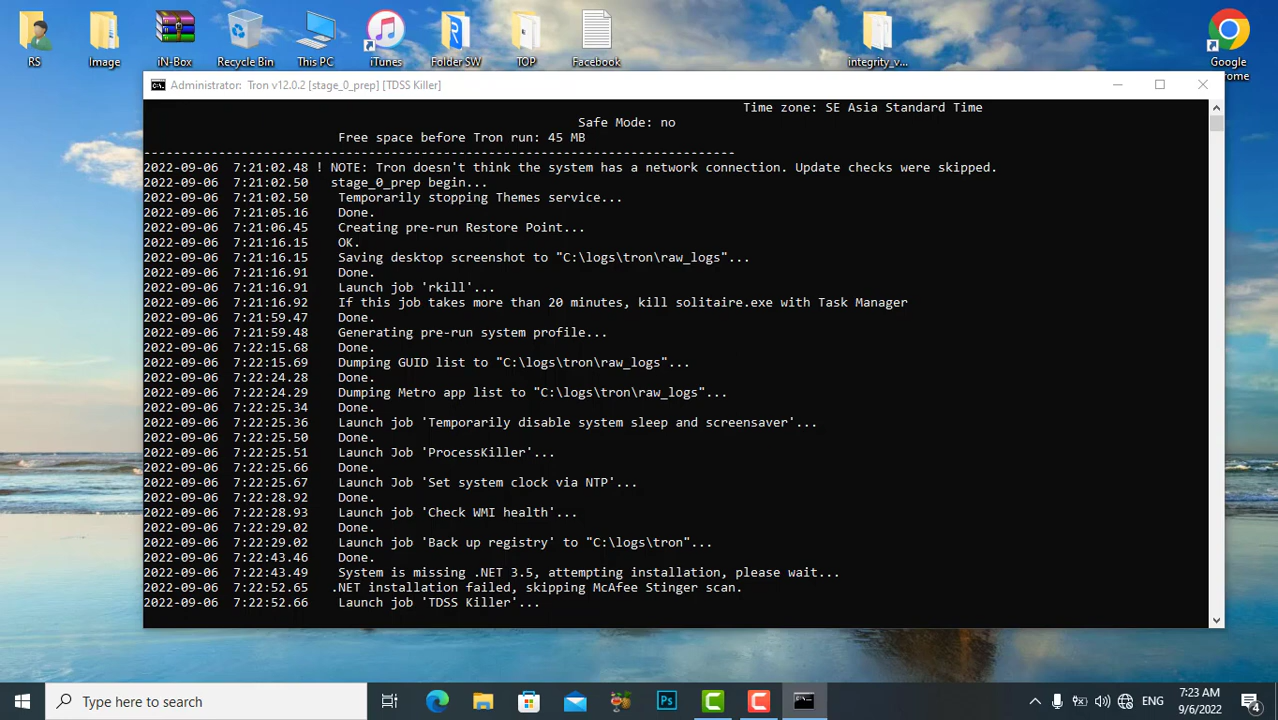 RS
Image
iN-Box
Recycle Bin
This PC
iTunes
Folder SW
TOP
Facebook
integrity_v...
Google
rome
Administrator:  Tron v12.0.2 [stage_0_prep] [TDSS Killer]
Time zone: SE Asia Standard Time
Safe Mode: no
Free space before Tron run: 45 MB
-------------------------------------------------------------------------------
2022-09-06  7:21:02.48 ! NOTE: Tron doesn't think the system has a network connection. Update checks were skipped.
2022-09-06  7:21:02.50   stage_0_prep begin...
2022-09-06  7:21:02.50    Temporarily stopping Themes service...
2022-09-06  7:21:05.16    Done.
2022-09-06  7:21:06.45    Creating pre-run Restore Point...
2022-09-06  7:21:16.15    OK.
2022-09-06  7:21:16.15    Saving desktop screenshot to "C:\logs\tron\raw_logs"...
2022-09-06  7:21:16.91    Done.
2022-09-06  7:21:16.91    Launch job 'rkill'...
2022-09-06  7:21:16.92    If this job takes more than 20 minutes, kill solitaire.exe with Task Manager
2022-09-06  7:21:59.47    Done.
2022-09-06  7:21:59.48    Generating pre-run system profile...
2022-09-06  7:22:15.68    Done.
2022-09-06  7:22:15.69    Dumping GUID list to "C:\logs\tron\raw_logs"...
2022-09-06  7:22:24.28    Done.
2022-09-06  7:22:24.29    Dumping Metro app list to "C:\logs\tron\raw_logs"...
2022-09-06  7:22:25.34    Done.
2022-09-06  7:22:25.36    Launch job 'Temporarily disable system sleep and screensaver'...
2022-09-06  7:22:25.50    Done.
2022-09-06  7:22:25.51    Launch Job 'ProcessKiller'...
2022-09-06  7:22:25.66    Done.
2022-09-06  7:22:25.67    Launch Job 'Set system clock via NTP'...
2022-09-06  7:22:28.92    Done.
2022-09-06  7:22:28.93    Launch job 'Check WMI health'...
2022-09-06  7:22:29.02    Done.
2022-09-06  7:22:29.02    Launch job 'Back up registry' to "C:\logs\tron"...
2022-09-06  7:22:43.46    Done.
2022-09-06  7:22:43.49    System is missing .NET 3.5, attempting installation, please wait...
2022-09-06  7:22:52.65   .NET installation failed, skipping McAfee Stinger scan.
2022-09-06  7:22:52.66    Launch job 'TDSS Killer'...
Type here to search
Ps
ENG
7:23 AM
9/6/2022
4